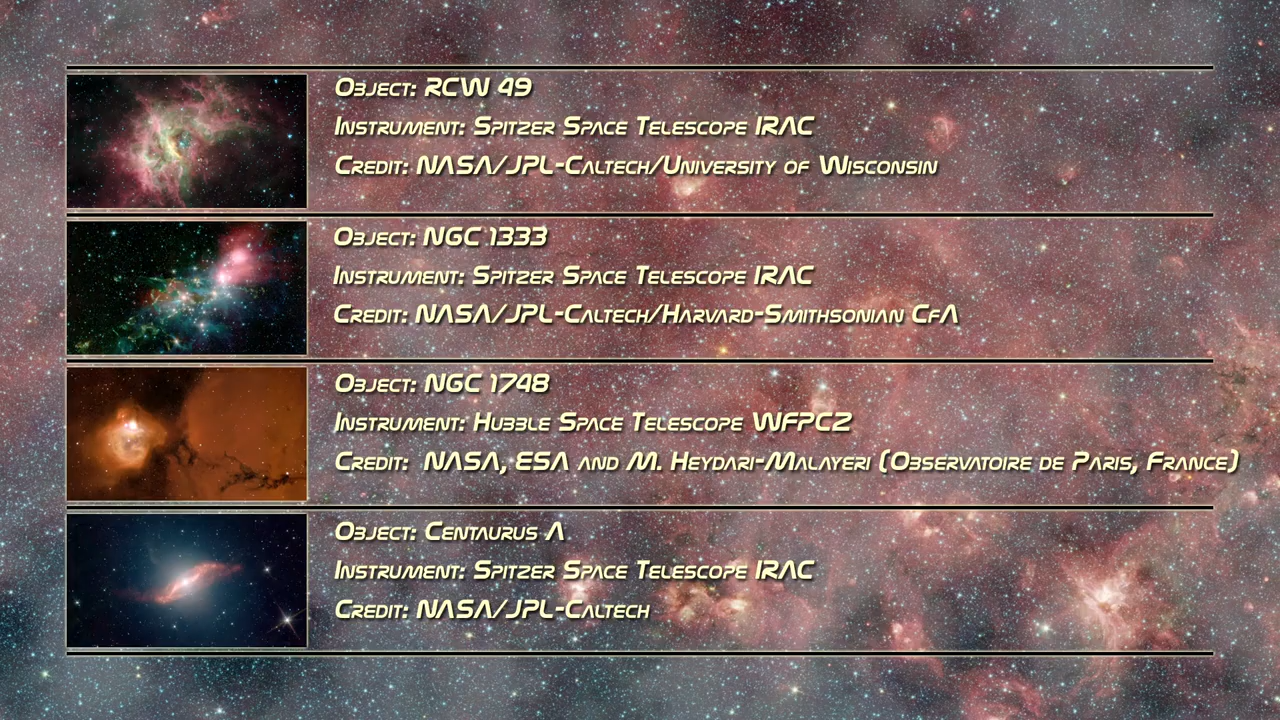 Object: RCW 49
Instrument: Spitzer Space Telescope IRAC
Credit: NASA/JPL-Caltech/University of Wisconsin
Object: NGC 1333
Instrument: Spitzer Space Telescope IRAC
Credit: NASA/JPL-Caltech/Harvard-Smithsonian CfA
Object: NGC 1748
Instrument: Hubble Space Telescope WFPC2
Credit: NASA, ESA and M. Heydari-Malayeri (Observatoire de Paris, France)
Object: Centaurus A
Instrument: Spitzer Space Telescope IRAC
Credit: NASA/JPL-Caltech